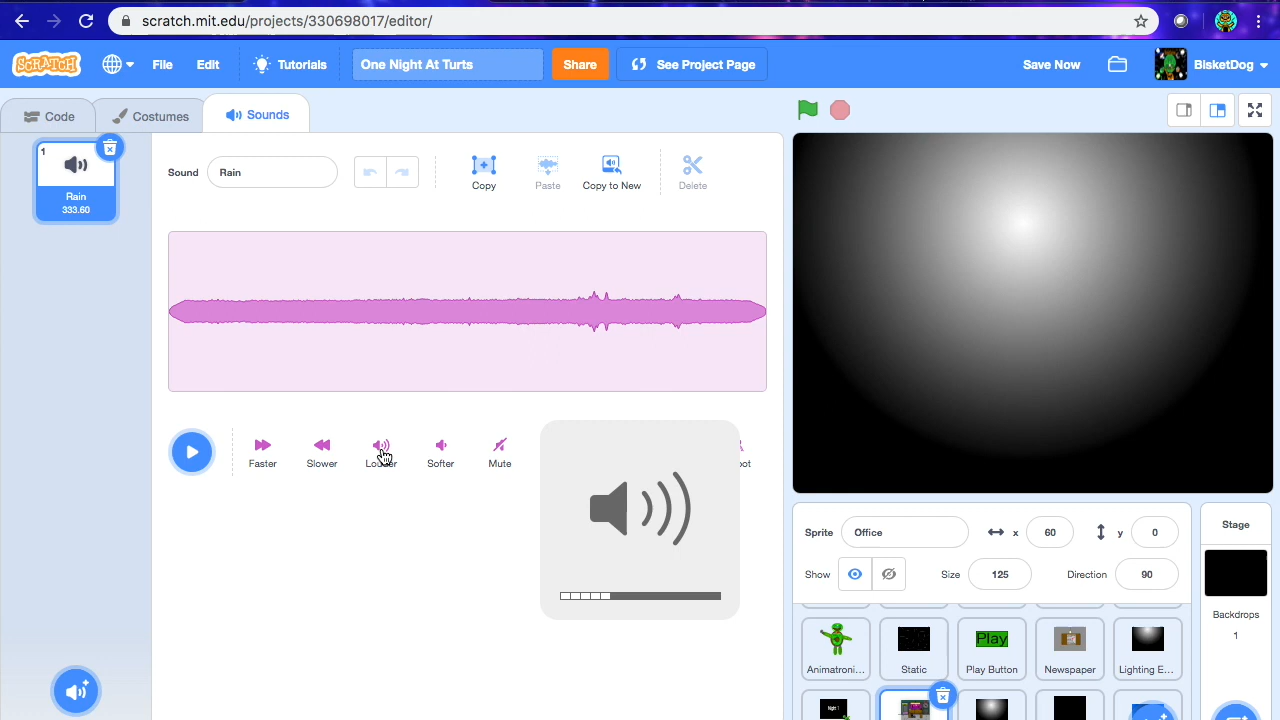 scratch.mit.edu/projects/330698017/editor/
SCRATCH File Edit Tutorials One Night At Turts Share See Project Page Save Now BisketDog
Code Costumes Sounds
1
Rain
333.60
Sound Rain Copy Paste Copy to New Delete
Faster Slower Louder Softer Mute
Sprite Office x 60 y 0
Show Size 125 Direction 90
Stage
Backdrops
1
Animatroni... Static Play Button Newspaper Lighting E...
Play
Night 1